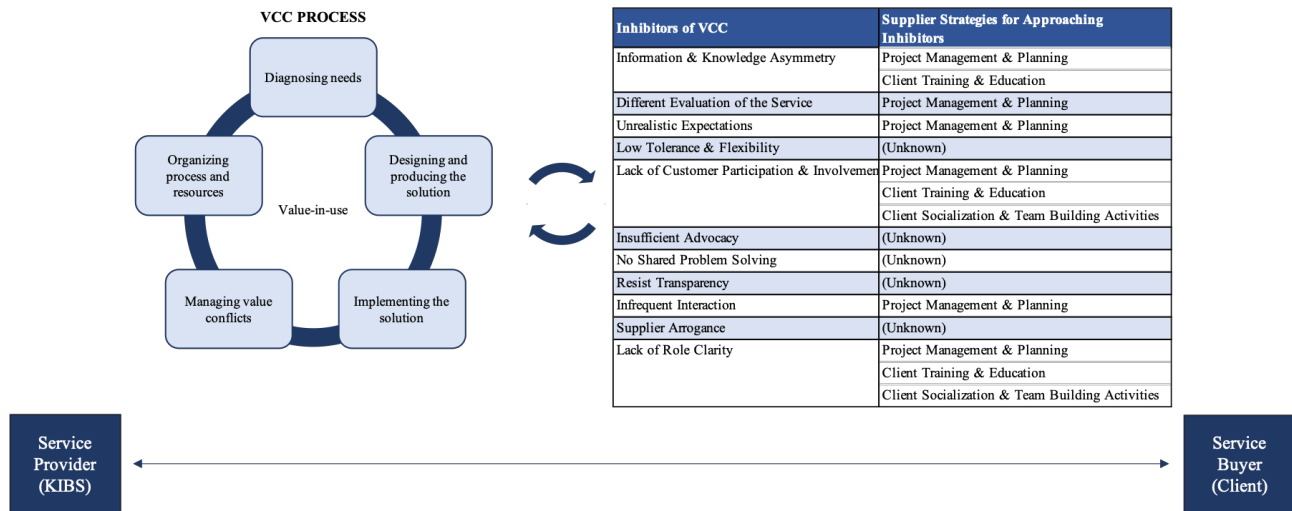 VCC PROCESS
Diagnosing needs
Designing and
producing the
solution
Implementing the
solution
Managing value
conflicts
Organizing
process and
resources
Value-in-use
Inhibitors of VCC
Supplier Strategies for Approaching
Inhibitors
Information & Knowledge Asymmetry
Project Management & Planning
Client Training & Education
Different Evaluation of the Service
Project Management & Planning
Unrealistic Expectations
Project Management & Planning
Low Tolerance & Flexibility
(Unknown)
Lack of Customer Participation & Involvemen
Project Management & Planning
Client Training & Education
Client Socialization & Team Building Activities
Insufficient Advocacy
(Unknown)
No Shared Problem Solving
(Unknown)
Resist Transparency
(Unknown)
Infrequent Interaction
Project Management & Planning
Supplier Arrogance
(Unknown)
Lack of Role Clarity
Project Management & Planning
Client Training & Education
Client Socialization & Team Building Activities
Service
Provider
(KIBS)
Service
Buyer
(Client)